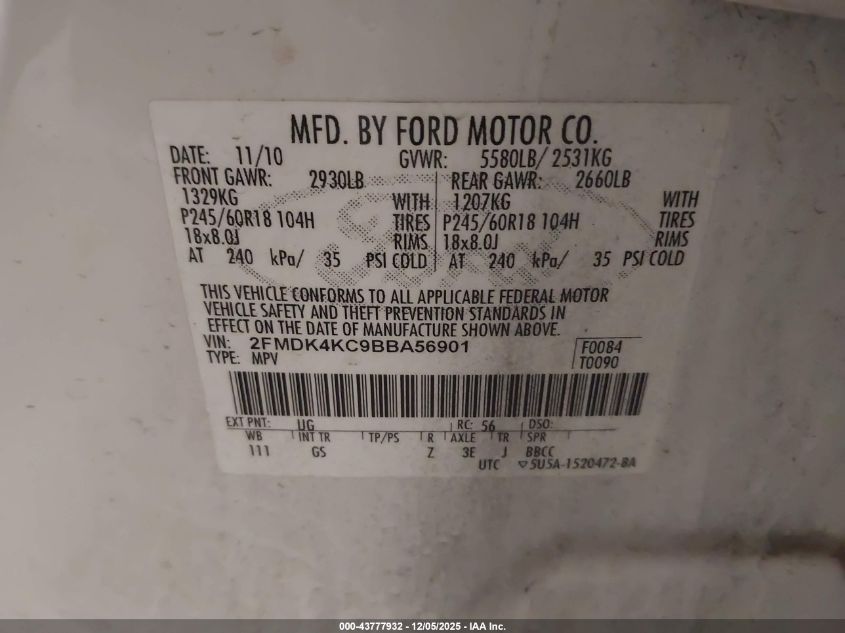 MFD. BY FORD MOTOR CO.
DATE: 11/10 GVWR: 5580LB/ 2531KG
FRONT GAWR: 2930LB REAR GAWR: 2660LB
1329KG WITH 1207KG WITH
P245/60R18 104H TIRES P245/60R18 104H TIRES
18x8.0J RIMS 18x8.0J RIMS
AT 240 kPa/ 35 PSI COLD AT 240 kPa/ 35 PSI COLD
THIS VEHICLE CONFORMS TO ALL APPLICABLE FEDERAL MOTOR
VEHICLE SAFETY AND THEFT PREVENTION STANDARDS IN
EFFECT ON THE DATE OF MANUFACTURE SHOWN ABOVE.
VIN: 2FMDK4KC9BBA56901 F0084
TYPE: MPV T0090
EXT PNT: UG RC: 56 DSO:
WB INT TR TP/PS R AXLE TR SPR
111 GS Z 3E J BBCC
UTC ▽5U5A-1520472-BA
000-43777932 - 12/05/2025 - IAA Inc.